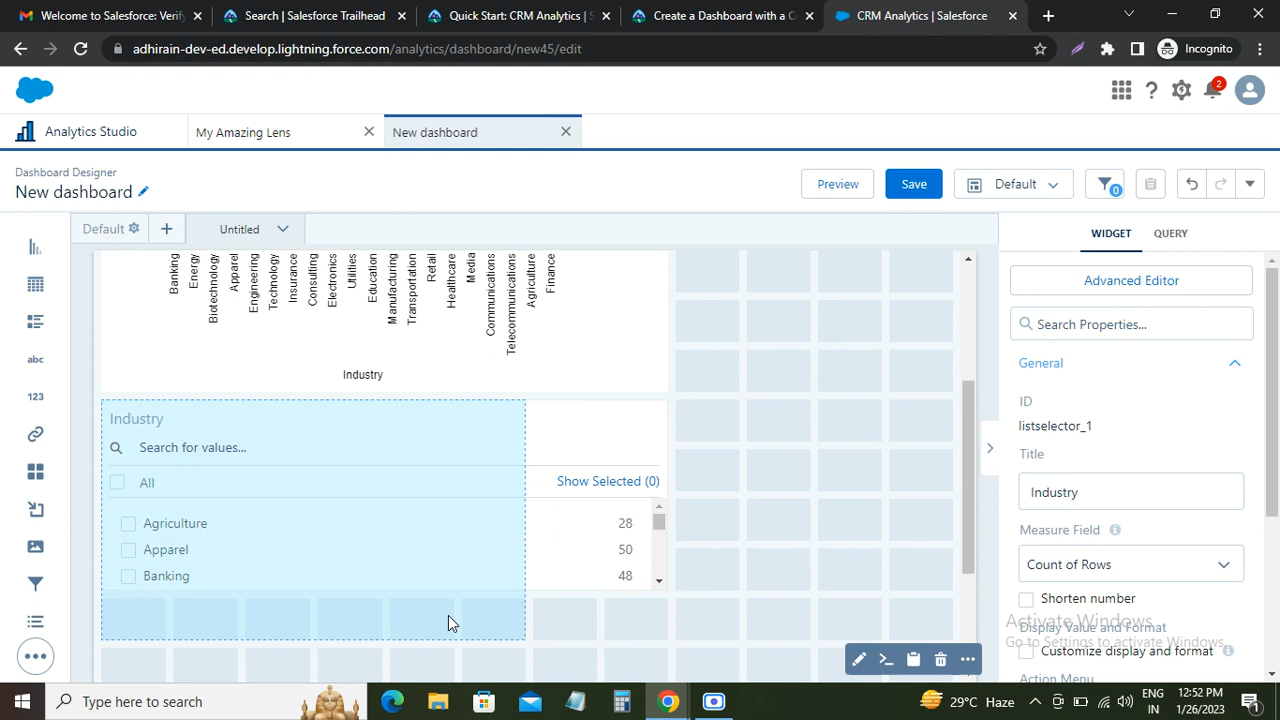 Welcome to Salesforce: Verify
Search | Salesforce Trailhead
Quick Start: CRM Analytics | S
Create a Dashboard with a C
CRM Analytics | Salesforce
adhirain-dev-ed.develop.lightning.force.com/analytics/dashboard/new45/edit
Incognito
2
Analytics Studio
My Amazing Lens
New dashboard
Dashboard Designer
New dashboard
Preview
Save
Default
0
Default
Untitled
WIDGET
QUERY
Advanced Editor
Search Properties...
General
ID
listselector_1
Title
Industry
Measure Field
Count of Rows
Shorten number
Display Value and Format
Customize display and format
Action Menu
Activate Windows
Go to Settings to activate Windows.
abc
123
Banking
Energy
Biotechnology
Apparel
Engineering
Technology
Insurance
Consulting
Electronics
Utilities
Education
Manufacturing
Transportation
Retail
Healthcare
Media
Communications
Telecommunications
Agriculture
Finance
Industry
Industry
Search for values...
All
Show Selected (0)
Agriculture 28
Apparel 50
Banking 48
Type here to search
29°C Haze
ENG
IN
12:52 PM
1/26/2023
1